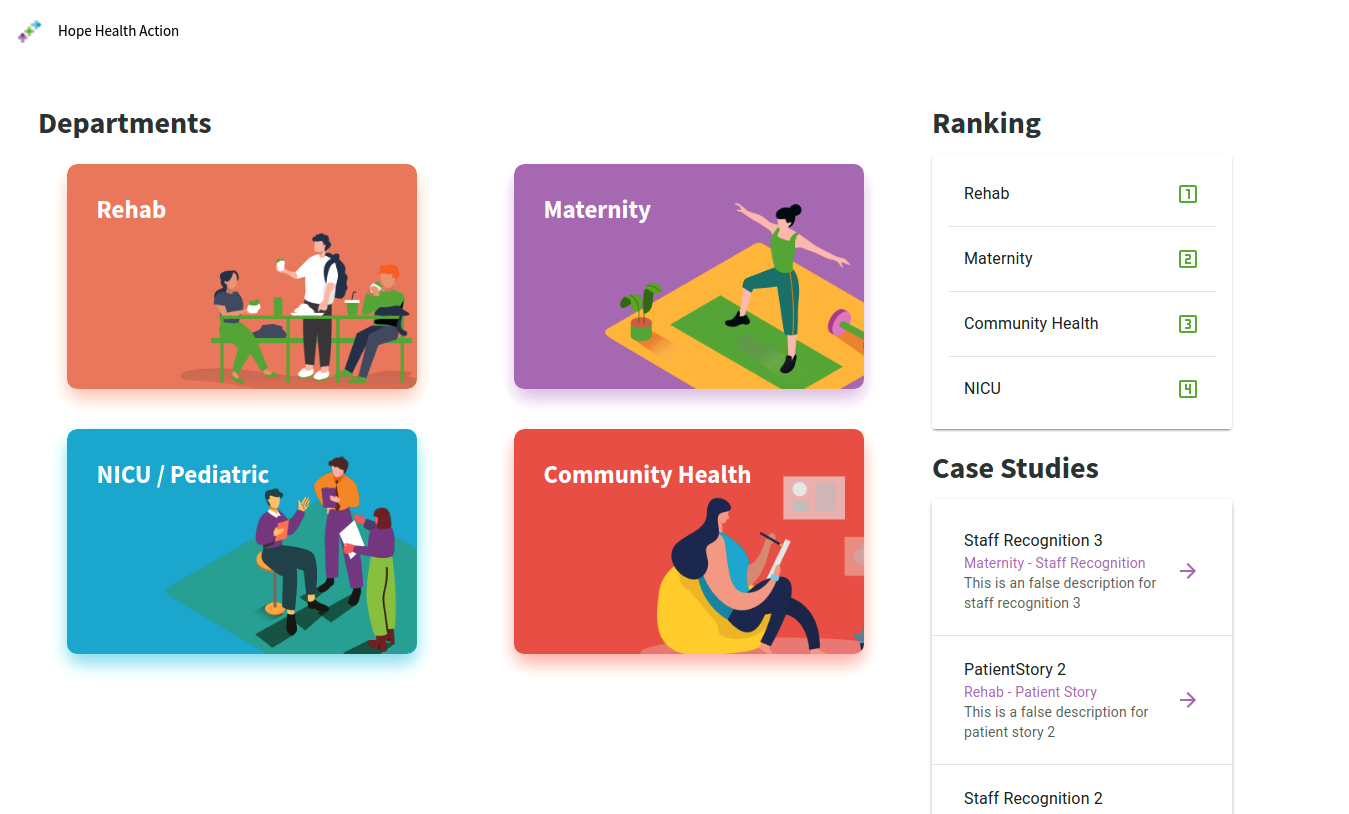 Hope Health Action
Departments
Rehab
Maternity
NICU / Pediatric
Community Health
Ranking
Rehab
1
Maternity
2
Community Health
3
NICU
4
Case Studies
Staff Recognition 3
Maternity - Staff Recognition
This is an false description for
staff recognition 3
PatientStory 2
Rehab - Patient Story
This is a false description for
patient story 2
Staff Recognition 2